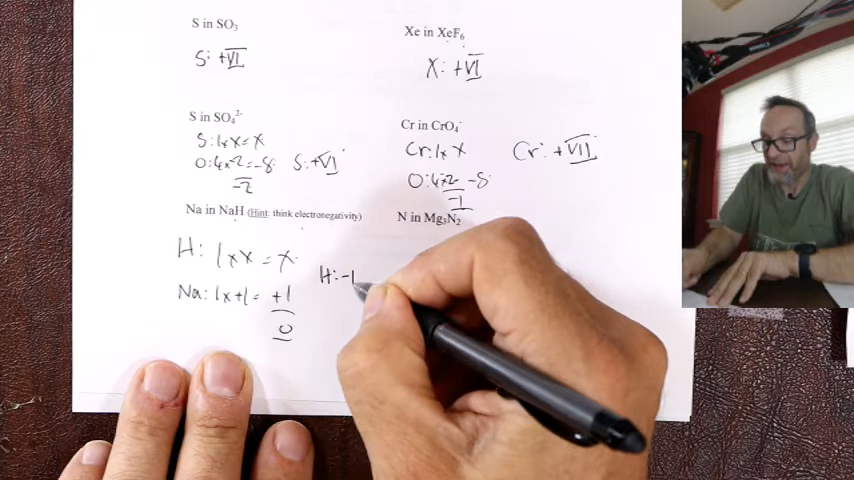 S in SO3
S: +VI
Xe in XeF6
X: +VI
S in SO4 2-
S: 1xX=X
O: 4x-2=-8 S: +VI
-2
Cr in CrO4 -
Cr: 1x X
O: 4x2- -8
-1
Cr: +VII
Na in NaH (Hint: think electronegativity)
H: 1xX = X
Na: 1x+1= +1
0
H: -1
N in Mg3N2